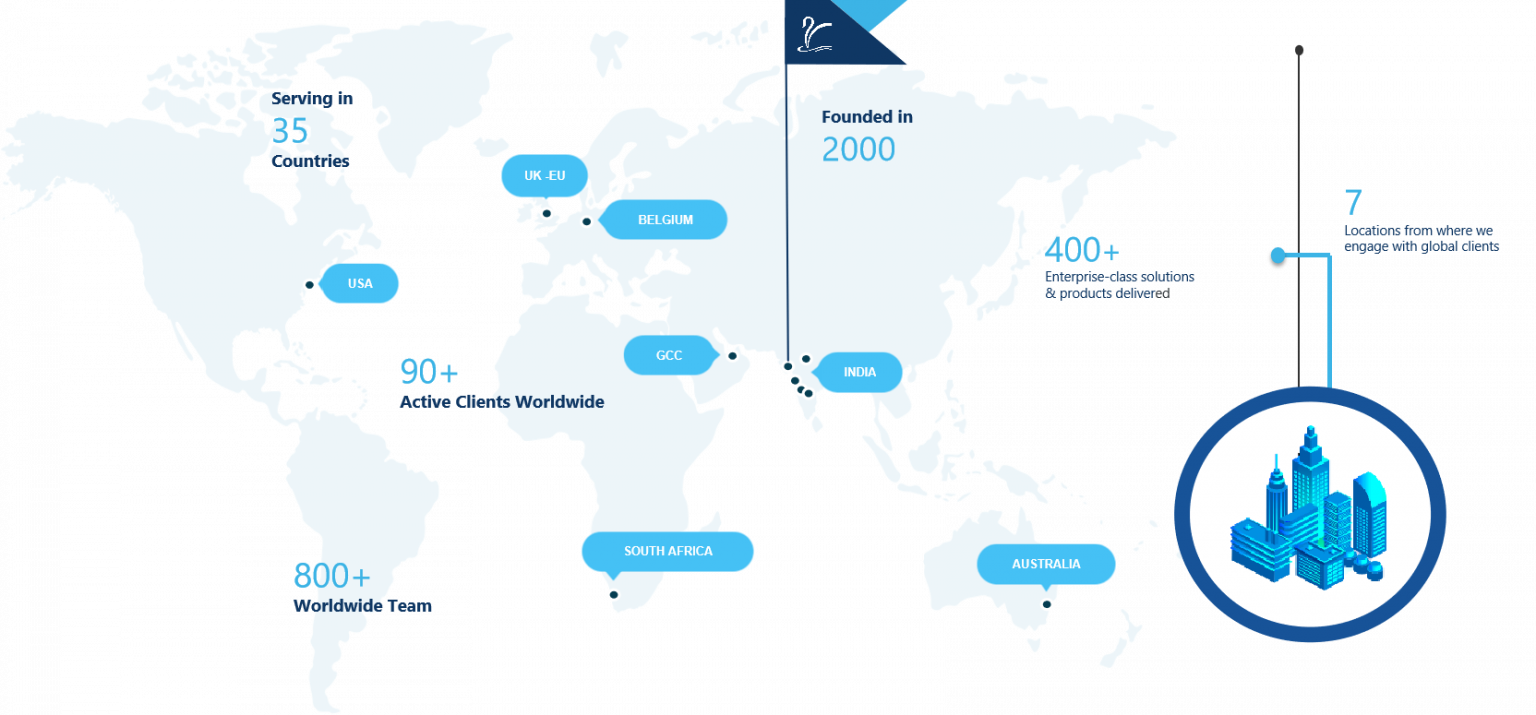 Serving in
35
Countries
Founded in
2000
UK -EU
BELGIUM
7
Locations from where we
engage with global clients
400+
Enterprise-class solutions
& products delivered
USA
GCC
INDIA
90+
Active Clients Worldwide
SOUTH AFRICA
AUSTRALIA
800+
Worldwide Team